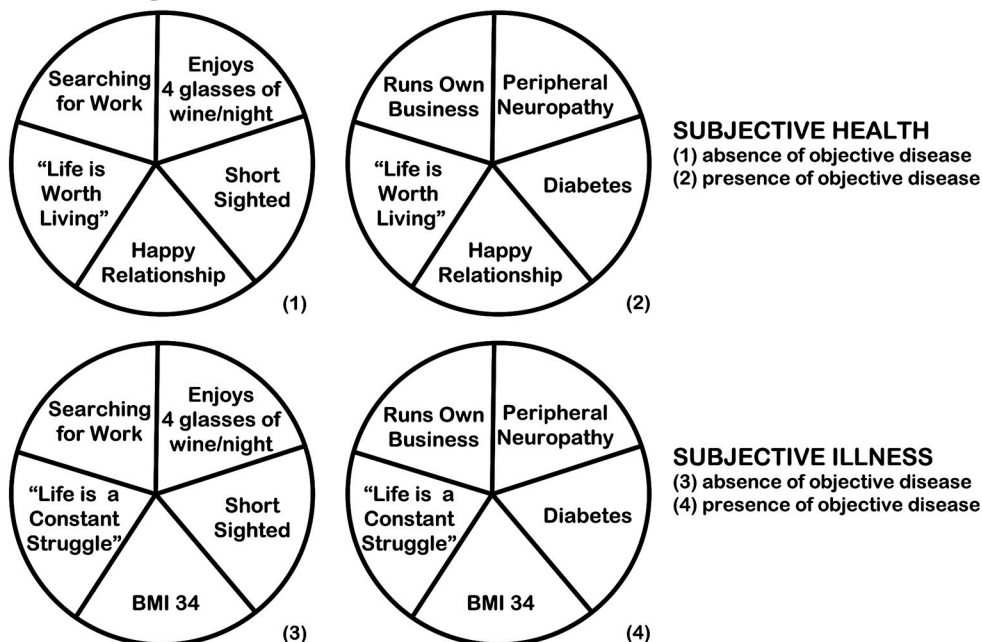 Searching
for Work
Enjoys
4 glasses of
wine/night
Short
Sighted
Happy
Relationship
“Life is
Worth
Living”
(1)
Runs Own
Business
Peripheral
Neuropathy
Diabetes
Happy
Relationship
“Life is
Worth
Living”
(2)
SUBJECTIVE HEALTH
(1) absence of objective disease
(2) presence of objective disease
Searching
for Work
Enjoys
4 glasses of
wine/night
Short
Sighted
BMI 34
“Life is a
Constant
Struggle”
(3)
Runs Own
Business
Peripheral
Neuropathy
Diabetes
BMI 34
“Life is a
Constant
Struggle”
(4)
SUBJECTIVE ILLNESS
(3) absence of objective disease
(4) presence of objective disease